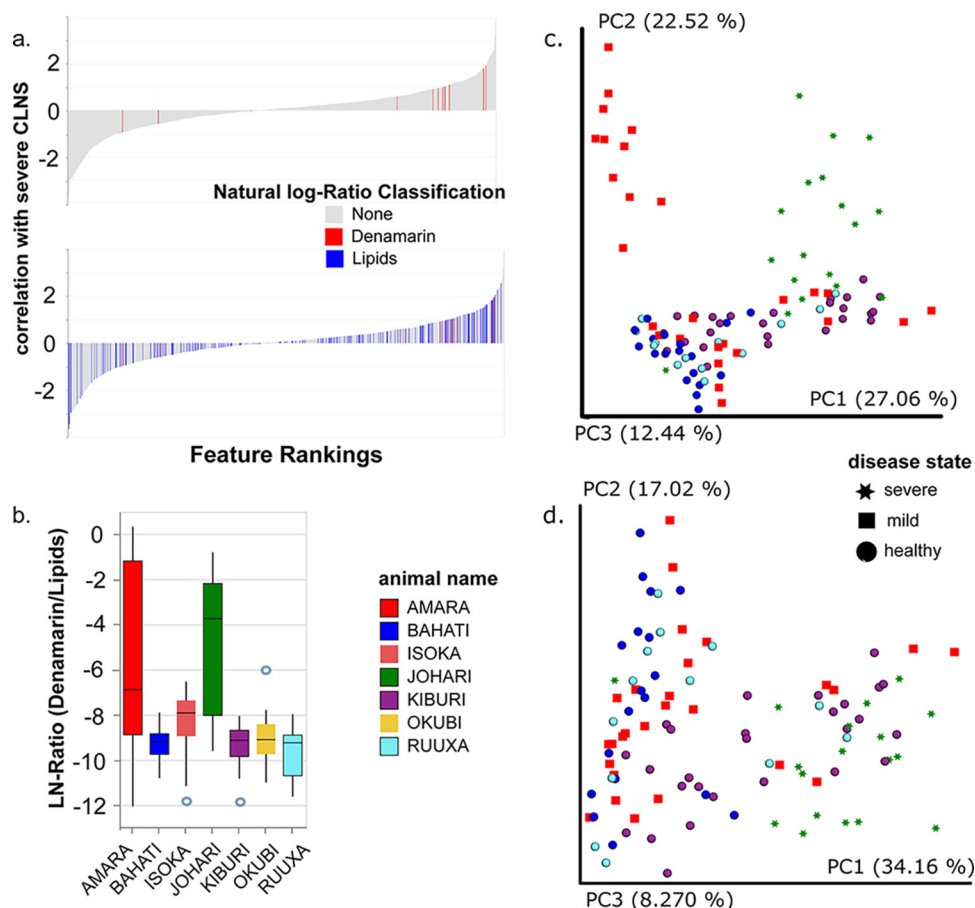 a.
correlation with severe CLNS
2
0
-2
Natural log-Ratio Classification
None
Denamarin
Lipids
2
0
-2
Feature Rankings
b.
LN-Ratio (Denamarin/Lipids)
0
-2
-4
-6
-8
-10
-12
AMARA
BAHATI
ISOKA
JOHARI
KIBURI
OKUBI
RUUXA
animal name
AMARA
BAHATI
ISOKA
JOHARI
KIBURI
OKUBI
RUUXA
c.
PC2 (22.52 %)
PC1 (27.06 %)
PC3 (12.44 %)
disease state
severe
mild
healthy
d.
PC2 (17.02 %)
PC1 (34.16 %)
PC3 (8.270 %)